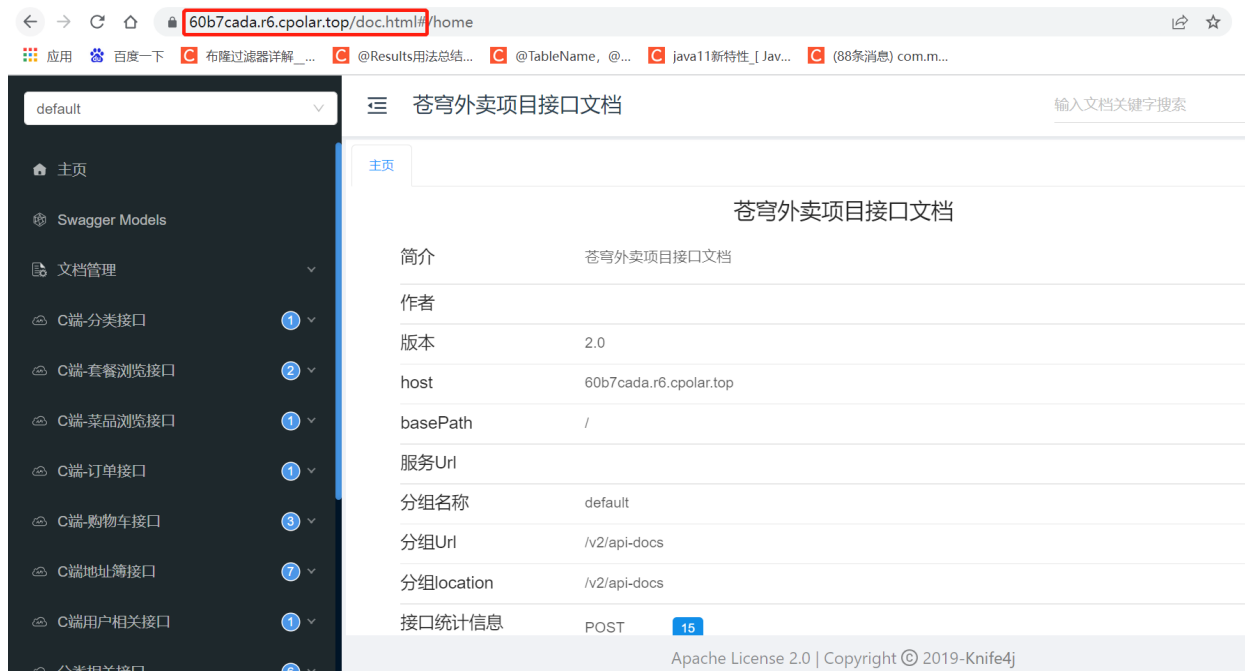 60b7cada.r6.cpolar.top/doc.html#/home
应用 百度一下 布隆过滤器详解__... @Results用法总结... @TableName，@... java11新特性_[ Jav... (88条消息) com.m...
default
苍穹外卖项目接口文档
输入文档关键字搜索
主页
主页
Swagger Models
文档管理
C端-分类接口 1
C端-套餐浏览接口 2
C端-菜品浏览接口 1
C端-订单接口 1
C端-购物车接口 3
C端地址簿接口 7
C端用户相关接口 1
分类相关接口 6
苍穹外卖项目接口文档
简介 苍穹外卖项目接口文档
作者
版本 2.0
host 60b7cada.r6.cpolar.top
basePath /
服务Url
分组名称 default
分组Url /v2/api-docs
分组location /v2/api-docs
接口统计信息 POST 15
Apache License 2.0 | Copyright © 2019-Knife4j